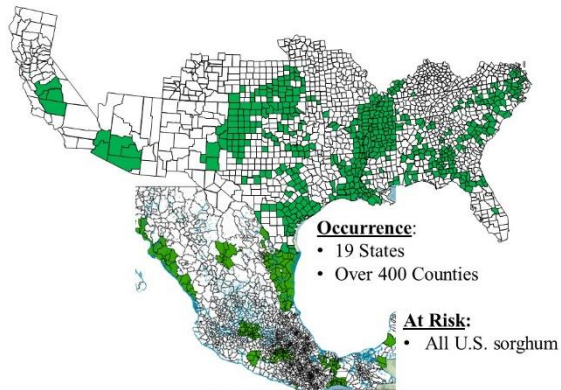 Occurrence:
• 19 States
• Over 400 Counties
At Risk:
• All U.S. sorghum